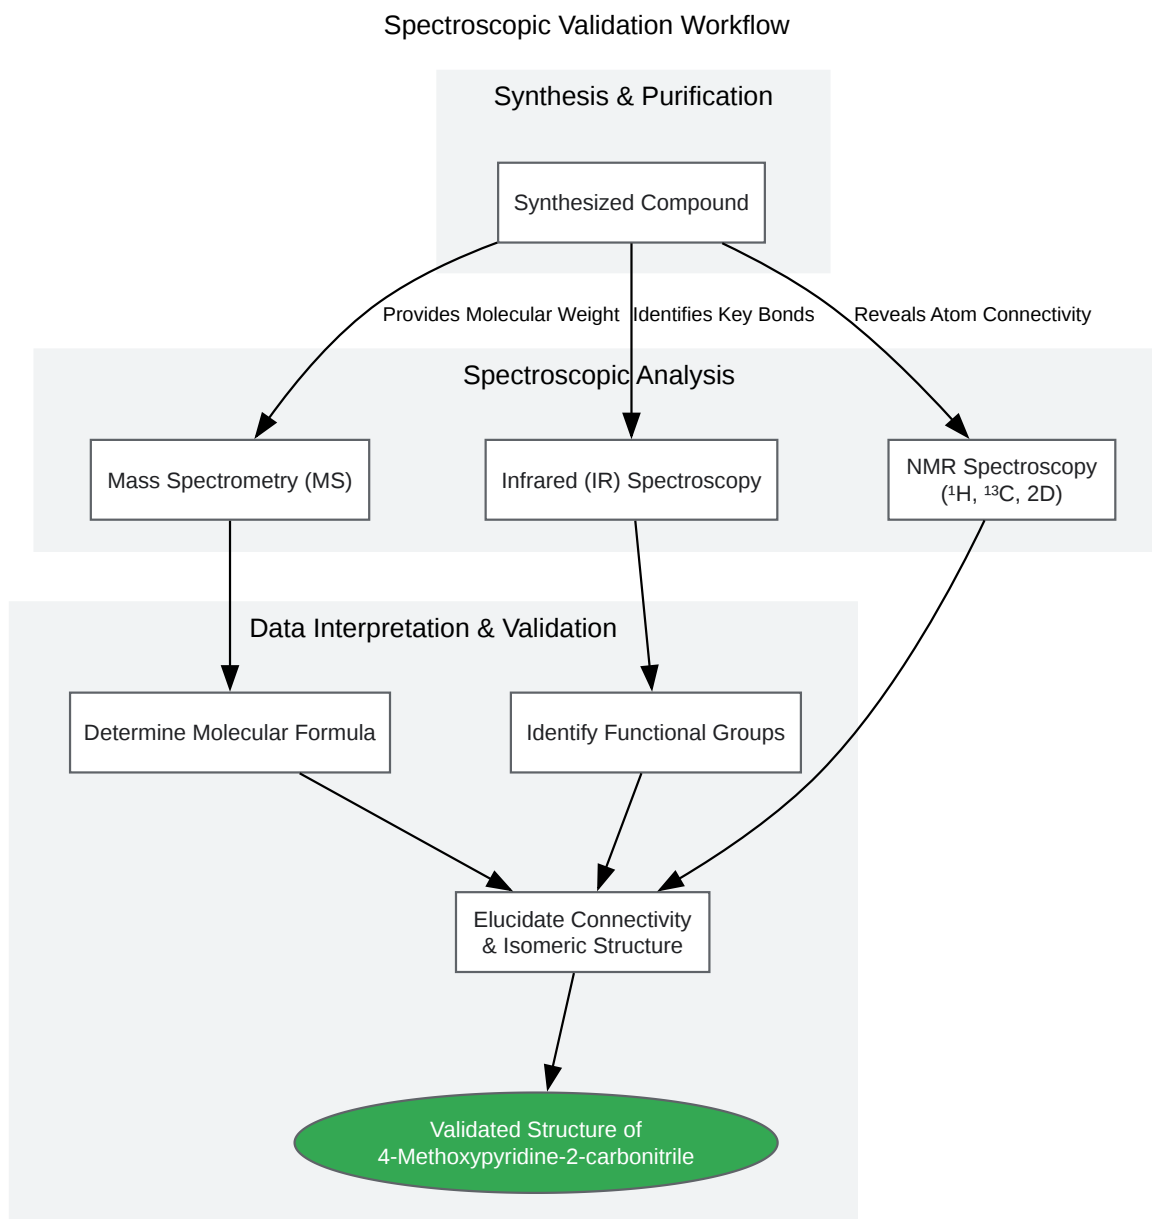 Spectroscopic Validation Workflow
Synthesis & Purification
Synthesized Compound
Provides Molecular Weight
Identifies Key Bonds
Reveals Atom Connectivity
Spectroscopic Analysis
Mass Spectrometry (MS)
Infrared (IR) Spectroscopy
NMR Spectroscopy
(¹H, ¹³C, 2D)
Data Interpretation & Validation
Determine Molecular Formula
Identify Functional Groups
Elucidate Connectivity
& Isomeric Structure
Validated Structure of
4-Methoxypyridine-2-carbonitrile